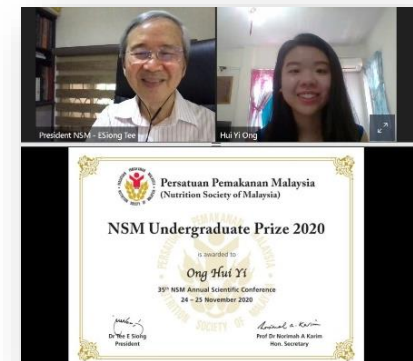 President NSM - ESiong Tee
Hui Yi Ong
Persatuan Pemakanan Malaysia
(Nutrition Society of Malaysia)
NSM Undergraduate Prize 2020
is awarded to
Ong Hui Yi
35th NSM Annual Scientific Conference
24 – 25 November 2020
Dr Tee E Siong
President
Prof Dr Norimah A Karim
Hon. Secretary